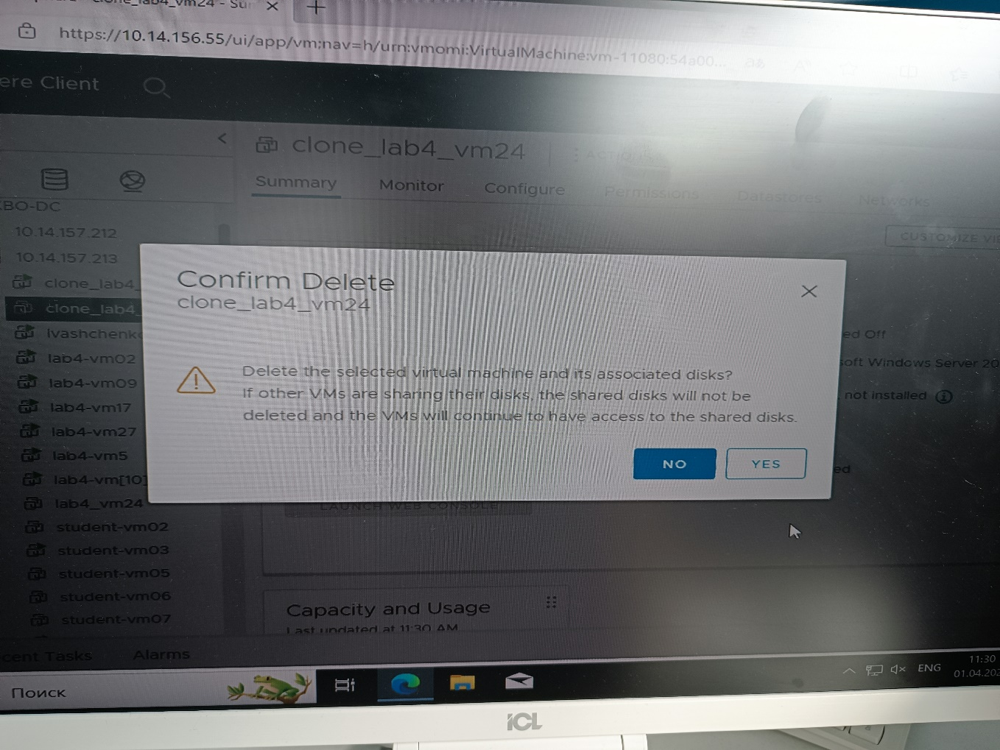 clone_lab4_vm24 - Su
https://10.14.156.55/ui/app/vm;nav=h/urn:vmomi:VirtualMachine:vm-11080:54a00...
ere Client
clone_lab4_vm24
ACTIONS
Summary Monitor Configure Permissions Datastores Networks
BO-DC
10.14.157.212
10.14.157.213
CUSTOMIZE VIE
clone_lab4_
clone_lab4_
Ivashchenk
lab4-vm02
lab4-vm09
lab4-vm17
lab4-vm27
lab4-vm5
lab4-vm[10]
lab4_vm24
student-vm02
student-vm03
student-vm05
student-vm06
student-vm07
Confirm Delete
clone_lab4_vm24
Delete the selected virtual machine and its associated disks?
If other VMs are sharing their disks, the shared disks will not be
deleted and the VMs will continue to have access to the shared disks.
NO YES
ed Off
soft Windows Server 20
not installed
ed
LAUNCH WEB CONSOLE
Capacity and Usage
Last updated at 11:30 AM
cent Tasks Alarms
Поиск
ENG
11:30
01.04.202
iCL